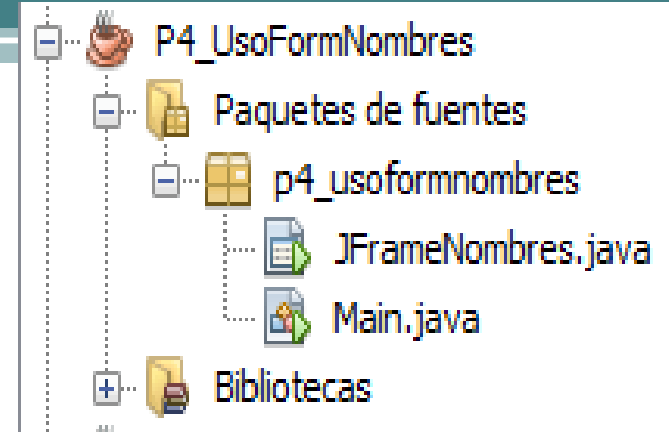 P4_UsoFormNombres
Paquetes de fuentes
p4_usoformnombres
JFrameNombres.java
Main.java
Bibliotecas